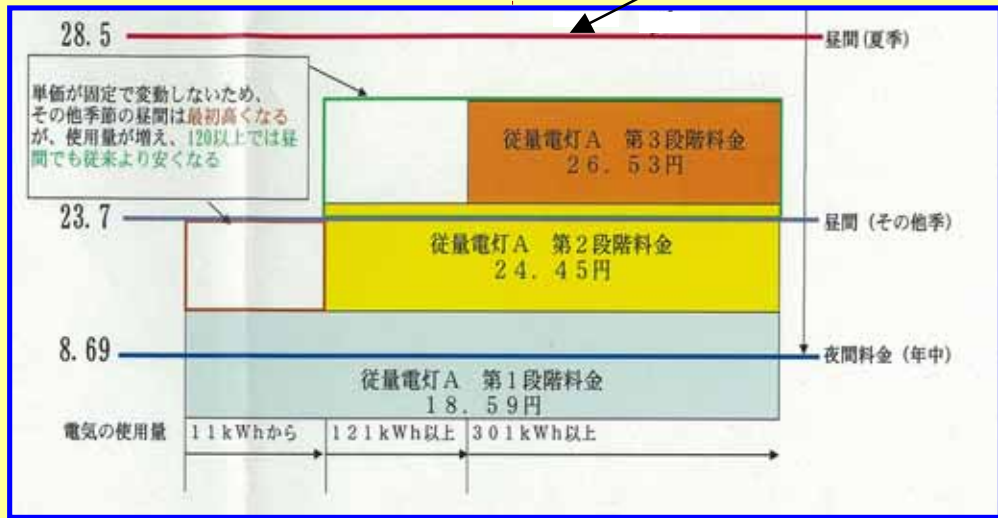 28.5
昼間(夏季)
単価が固定で変動しないため、
その他季節の昼間は最初高くなる
が、使用量が増え、120以上では昼
間でも従来より安くなる
従量電灯A 第3段階料金
26.53円
23.7
昼間(その他季)
従量電灯A 第2段階料金
24.45円
8.69
夜間料金(年中)
従量電灯A 第1段階料金
18.59円
電気の使用量
11kWhから
121kWh以上
301kWh以上